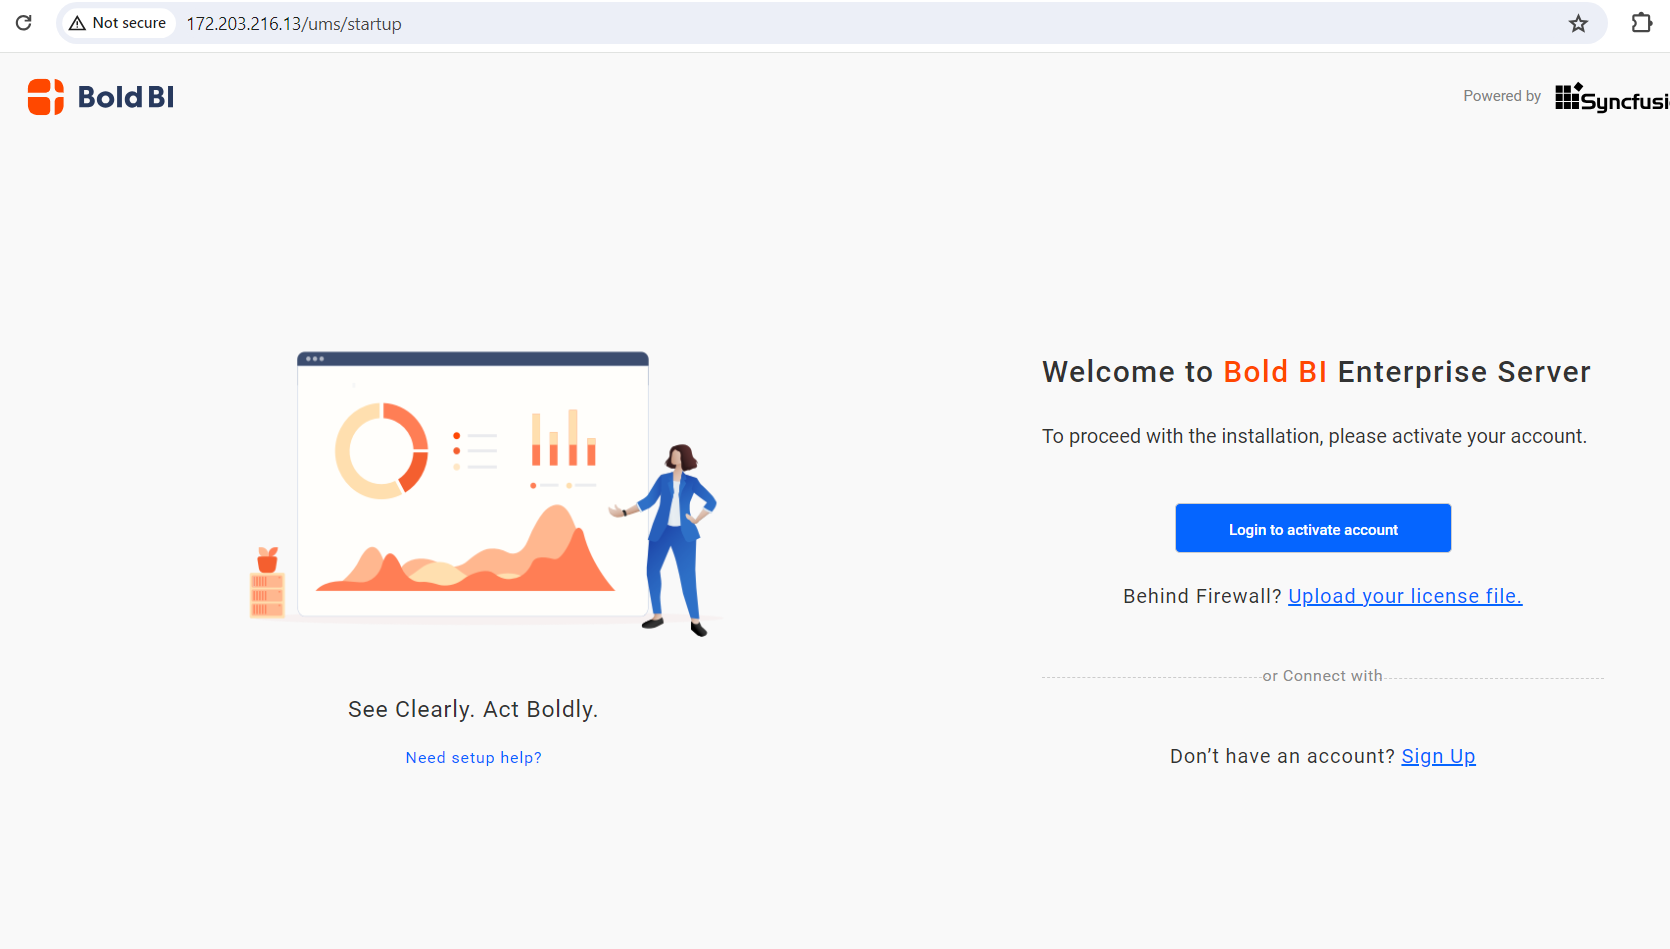 Not secure 172.203.216.13/ums/startup
Bold BI
Powered by
Welcome to Bold BI Enterprise Server
To proceed with the installation, please activate your account.
Login to activate account
Behind Firewall? Upload your license file.
or Connect with
See Clearly. Act Boldly.
Need setup help?
Don’t have an account? Sign Up